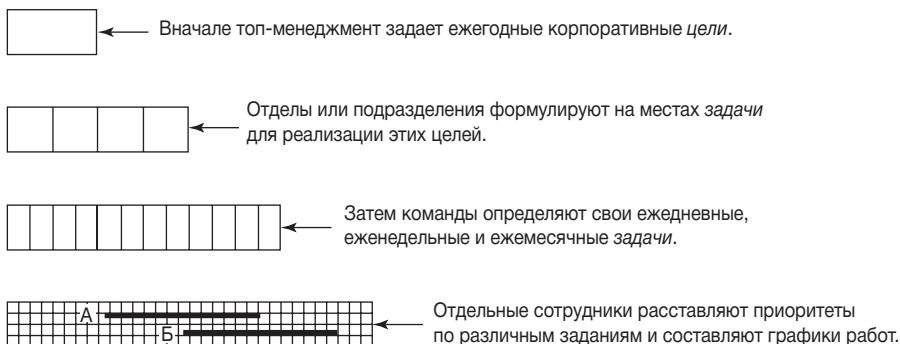 Вначале топ-менеджмент задает ежегодные корпоративные цели.
Отделы или подразделения формулируют на местах задачи
для реализации этих целей.
Затем команды определяют свои ежедневные,
еженедельные и ежемесячные задачи.
А
Б
Отдельные сотрудники расставляют приоритеты
по различным заданиям и составляют графики работ.